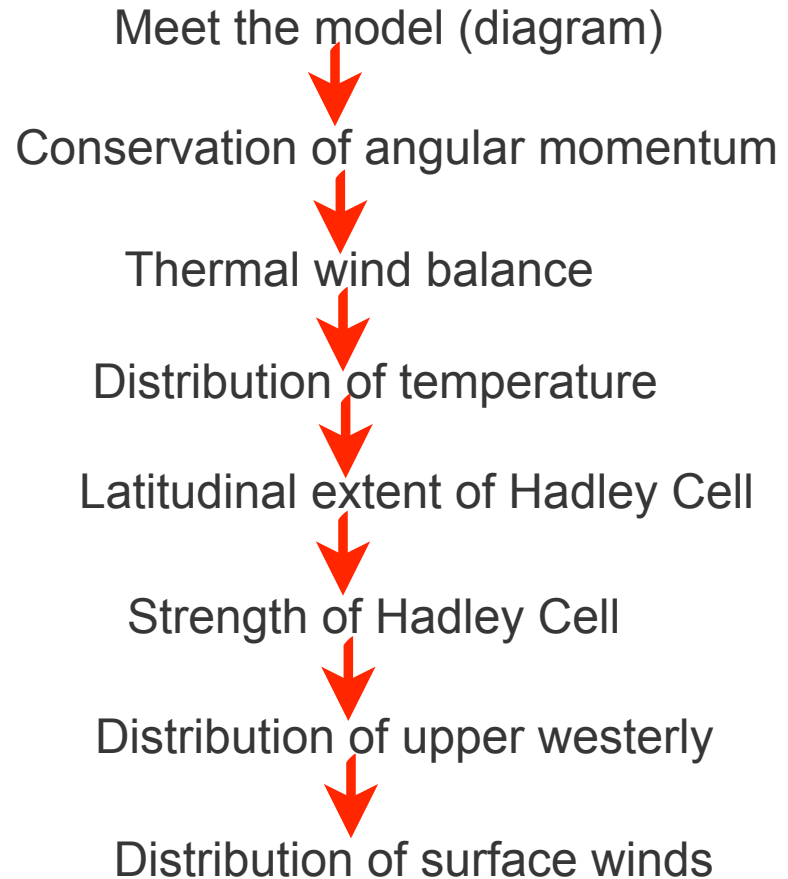 Meet the model (diagram)
Conservation of angular momentum
Thermal wind balance
Distribution of temperature
Latitudinal extent of Hadley Cell
Strength of Hadley Cell
Distribution of upper westerly
Distribution of surface winds